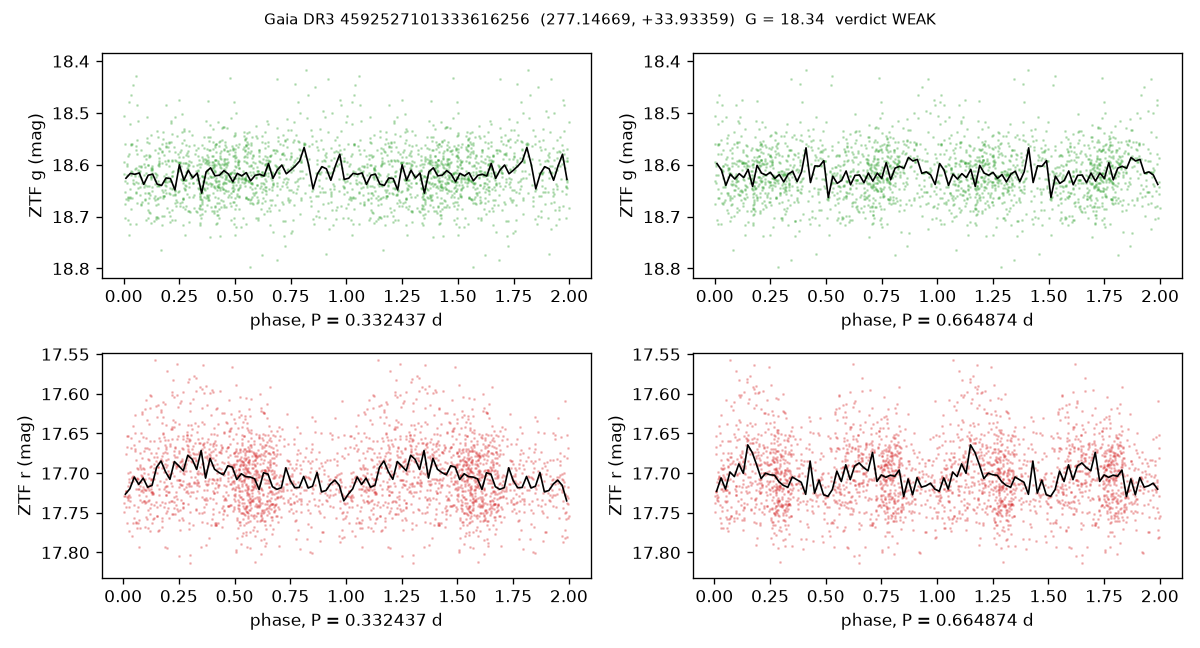 Gaia DR3 4592527101333616256 (277.14669, +33.93359) G = 18.34 verdict WEAK
ZTF g (mag)
18.4
18.5
18.6
18.7
18.8
0.00 0.25 0.50 0.75 1.00 1.25 1.50 1.75 2.00
phase, P = 0.332437 d
ZTF g (mag)
18.4
18.5
18.6
18.7
18.8
0.00 0.25 0.50 0.75 1.00 1.25 1.50 1.75 2.00
phase, P = 0.664874 d
ZTF r (mag)
17.55
17.60
17.65
17.70
17.75
17.80
0.00 0.25 0.50 0.75 1.00 1.25 1.50 1.75 2.00
phase, P = 0.332437 d
ZTF r (mag)
17.55
17.60
17.65
17.70
17.75
17.80
0.00 0.25 0.50 0.75 1.00 1.25 1.50 1.75 2.00
phase, P = 0.664874 d